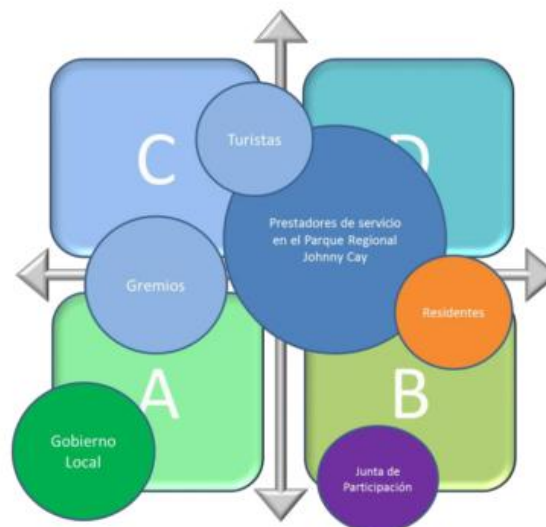 C
D
Turistas
Prestadores de servicio
en el Parque Regional
Johnny Cay
Gremios
Residentes
A
B
Gobierno
Local
Junta de
Participación